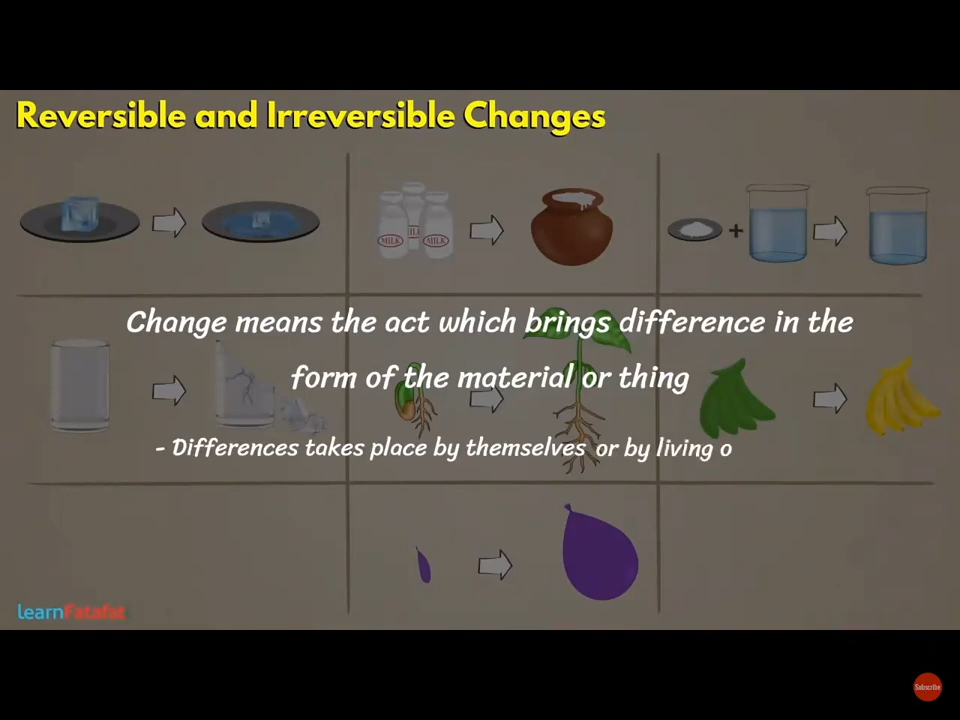 Reversible and Irreversible Changes
MILK MILK MILK
+
Change means the act which brings difference in the
form of the material or thing
- Differences takes place by themselves or by living o
learnFatafat
Subscribe